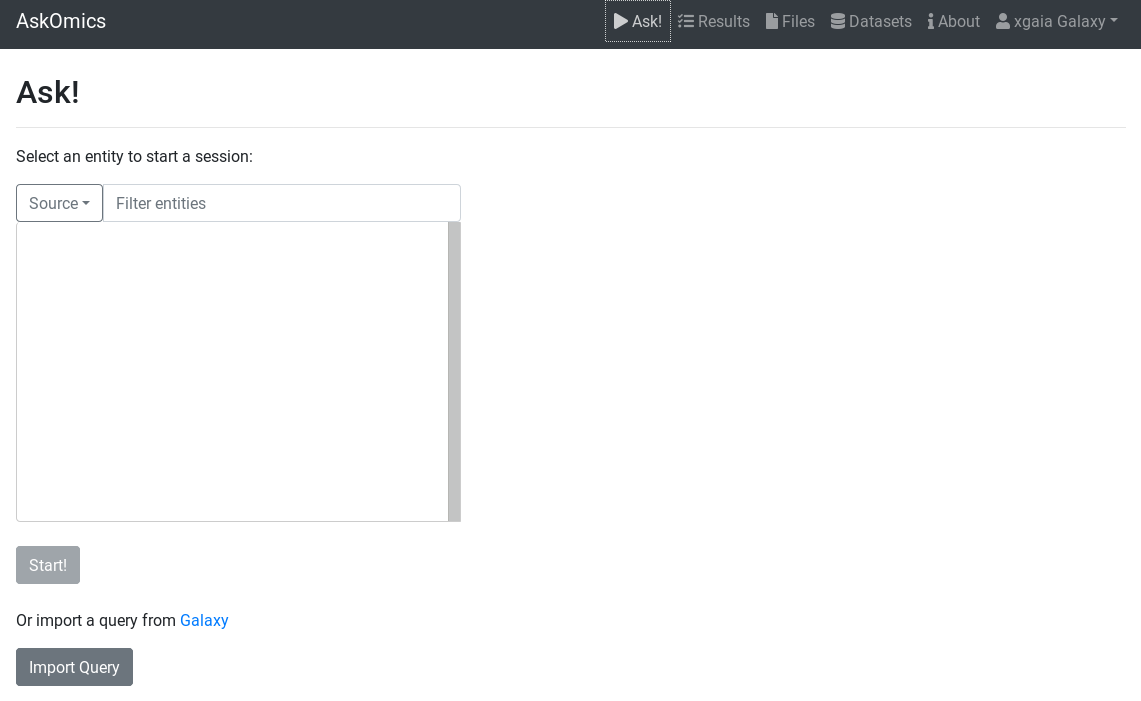 AskOmics Ask! Results Files Datasets About xgaia Galaxy
Ask!
Select an entity to start a session:
Source Filter entities
Start!
Or import a query from Galaxy
Import Query